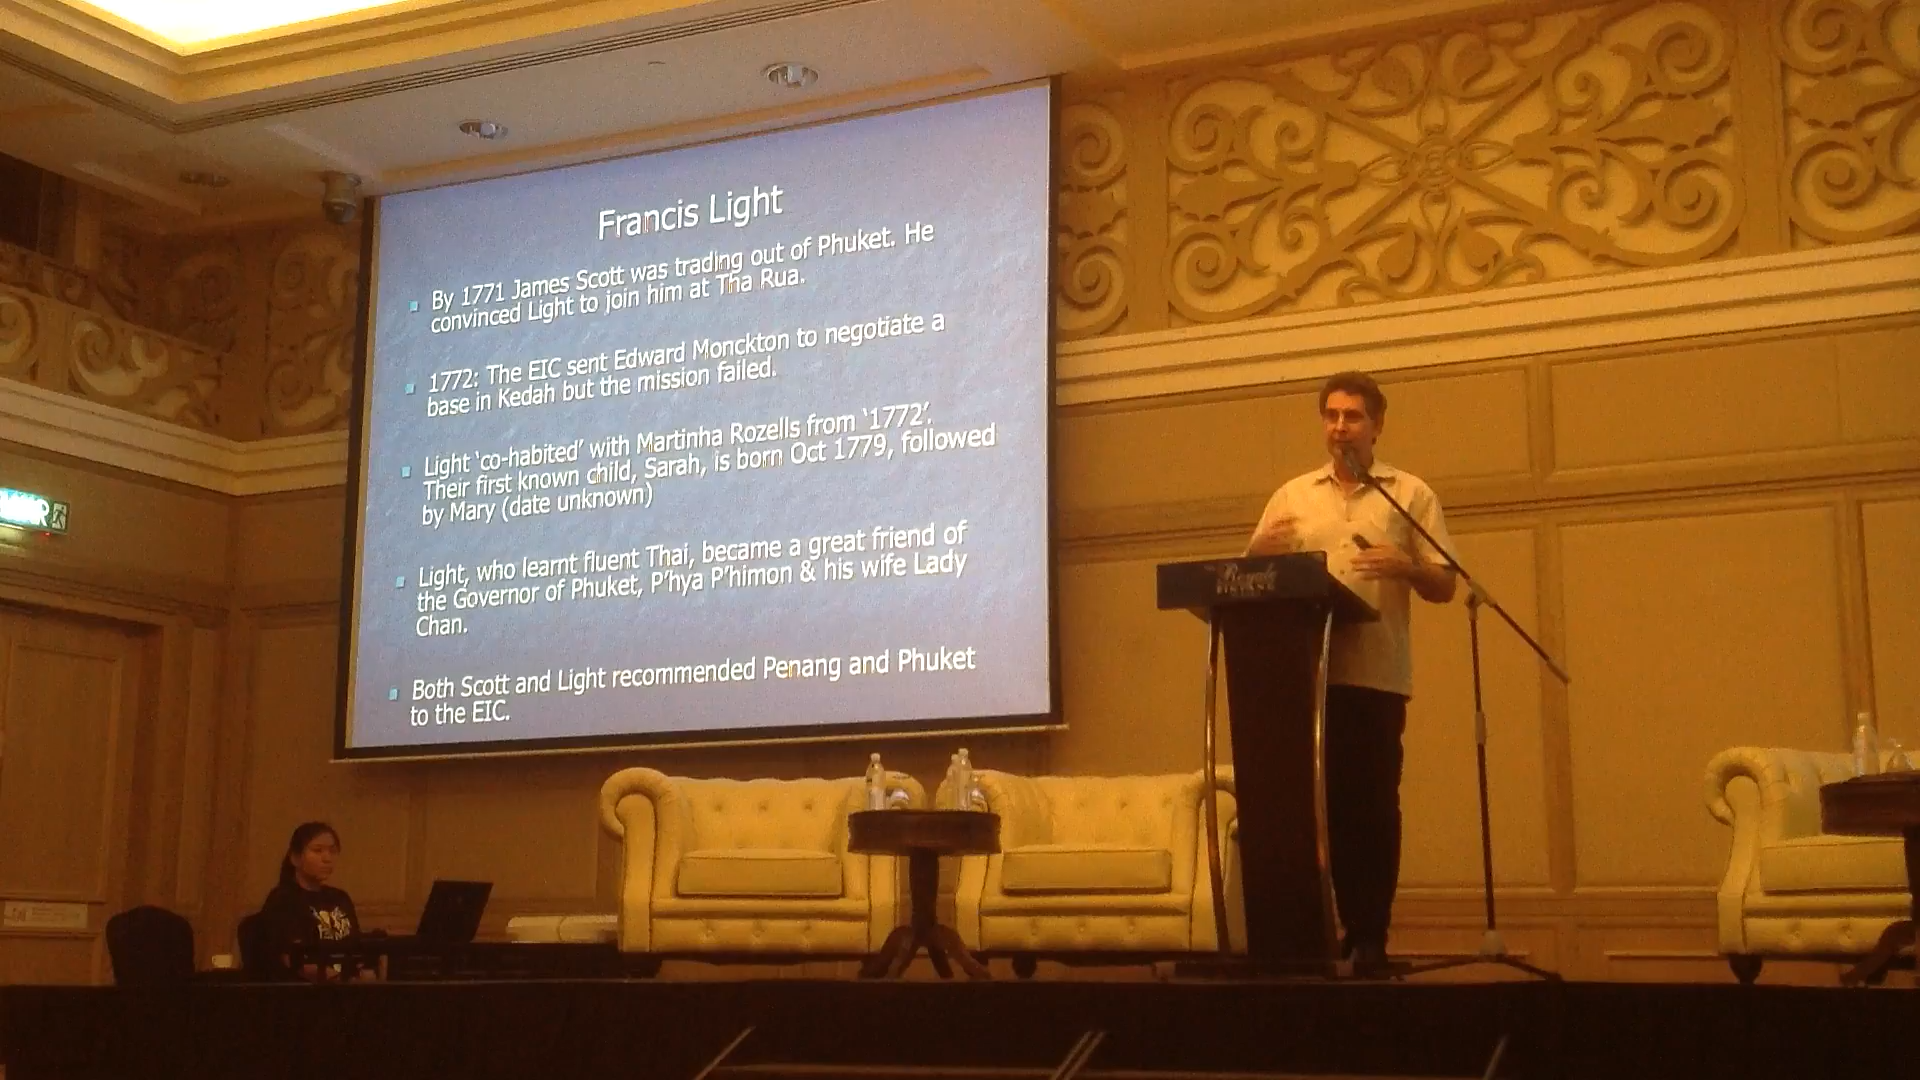 Francis Light
By 1771 James Scott was trading out of Phuket. He
convinced Light to join him at Tha Rua.
1772: The EIC sent Edward Monckton to negotiate a
base in Kedah but the mission failed.
Light ‘co-habited’ with Martinha Rozells from ‘1772’.
Their first known child, Sarah, is born Oct 1779, followed
by Mary (date unknown)
Light, who learnt fluent Thai, became a great friend of
the Governor of Phuket, P’hya P’himon & his wife Lady
Chan.
Both Scott and Light recommended Penang and Phuket
to the EIC.